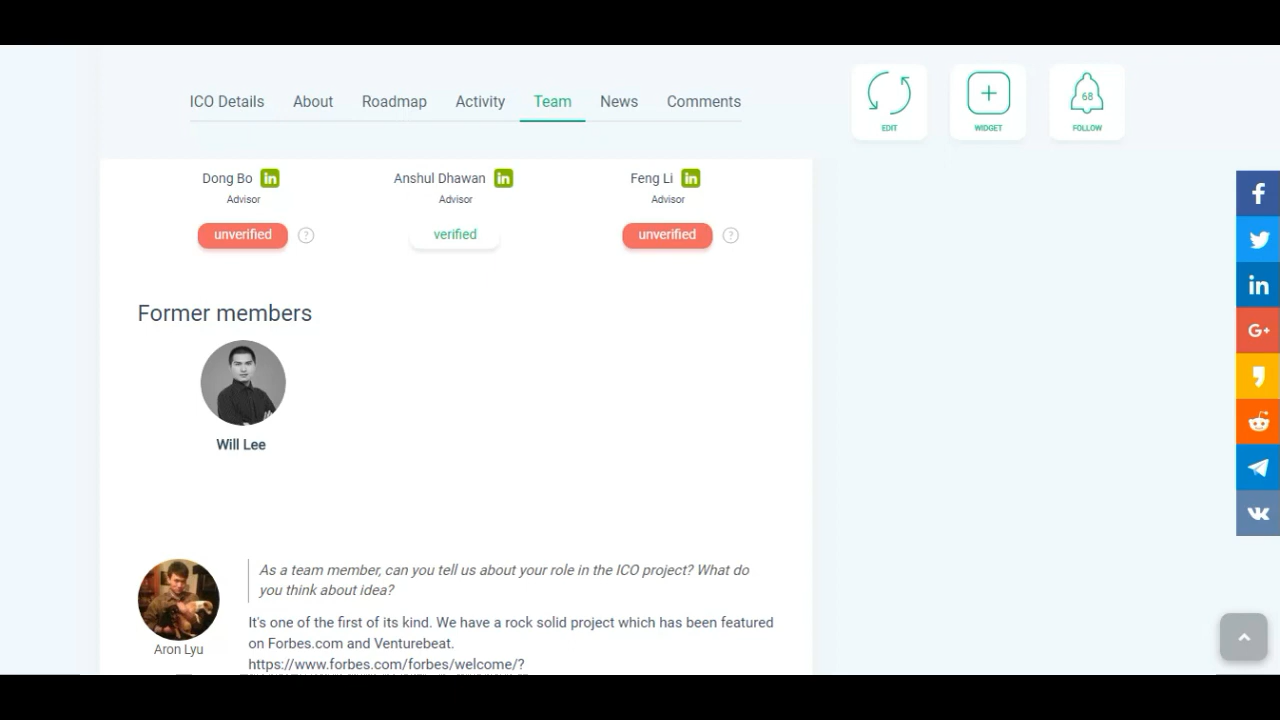 ICO Details About Roadmap Activity Team News Comments
EDIT WIDGET 68 FOLLOW
Dong Bo in Anshul Dhawan in Feng Li in
Advisor Advisor Advisor
unverified ? verified unverified ?
Former members
Will Lee
As a team member, can you tell us about your role in the ICO project? What do
you think about idea?
It's one of the first of its kind. We have a rock solid project which has been featured
on Forbes.com and Venturebeat.
https://www.forbes.com/forbes/welcome/?
Aron Lyu